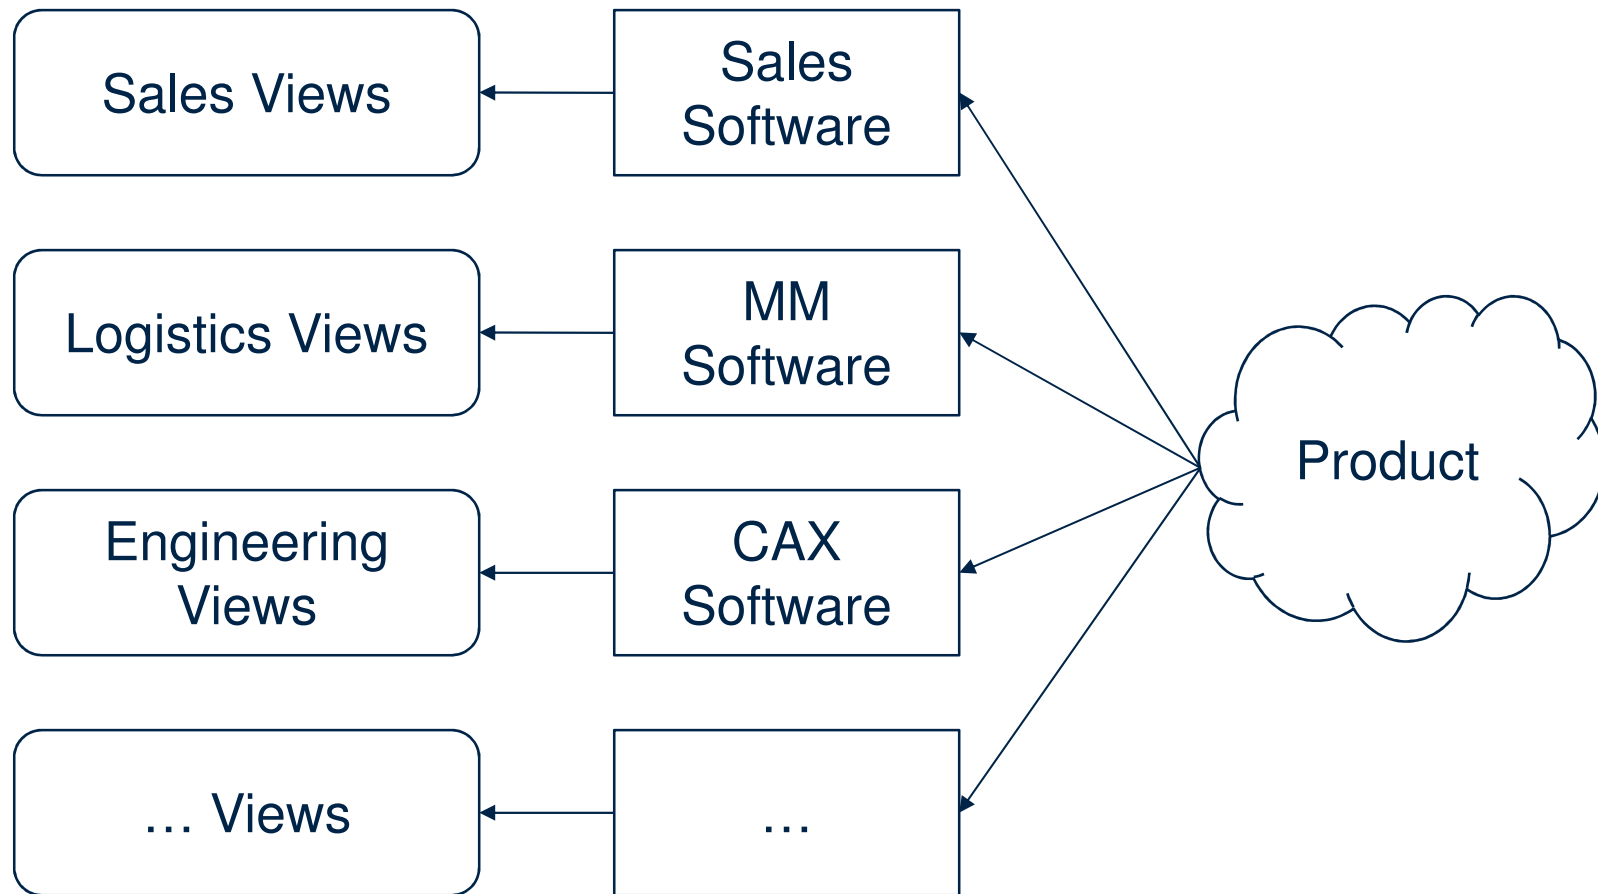 Sales Views
Sales
Software
Logistics Views
MM
Software
Product
Engineering
Views
CAX
Software
… Views
…